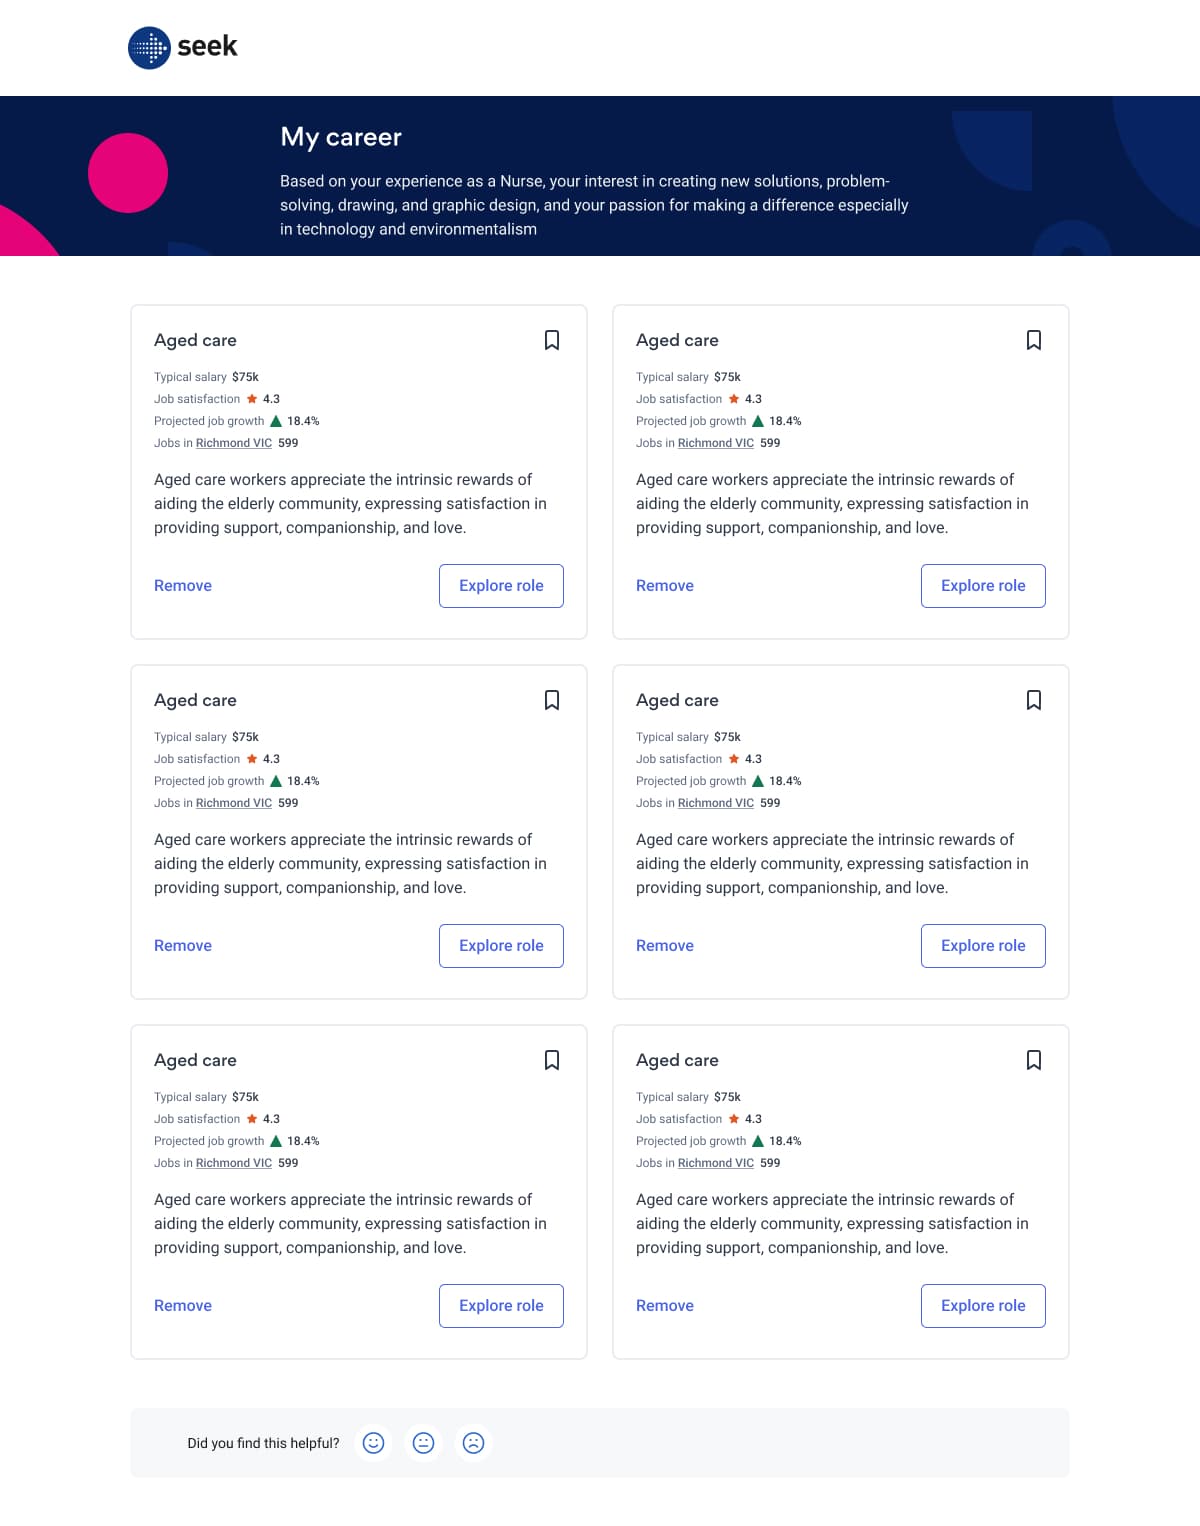 seek
My career
Based on your experience as a Nurse, your interest in creating new solutions, problem-
solving, drawing, and graphic design, and your passion for making a difference especially
in technology and environmentalism
Aged care
Typical salary $75k
Job satisfaction 4.3
Projected job growth 18.4%
Jobs in Richmond VIC 599
Aged care workers appreciate the intrinsic rewards of
aiding the elderly community, expressing satisfaction in
providing support, companionship, and love.
Remove
Explore role
Aged care
Typical salary $75k
Job satisfaction 4.3
Projected job growth 18.4%
Jobs in Richmond VIC 599
Aged care workers appreciate the intrinsic rewards of
aiding the elderly community, expressing satisfaction in
providing support, companionship, and love.
Remove
Explore role
Aged care
Typical salary $75k
Job satisfaction 4.3
Projected job growth 18.4%
Jobs in Richmond VIC 599
Aged care workers appreciate the intrinsic rewards of
aiding the elderly community, expressing satisfaction in
providing support, companionship, and love.
Remove
Explore role
Aged care
Typical salary $75k
Job satisfaction 4.3
Projected job growth 18.4%
Jobs in Richmond VIC 599
Aged care workers appreciate the intrinsic rewards of
aiding the elderly community, expressing satisfaction in
providing support, companionship, and love.
Remove
Explore role
Aged care
Typical salary $75k
Job satisfaction 4.3
Projected job growth 18.4%
Jobs in Richmond VIC 599
Aged care workers appreciate the intrinsic rewards of
aiding the elderly community, expressing satisfaction in
providing support, companionship, and love.
Remove
Explore role
Aged care
Typical salary $75k
Job satisfaction 4.3
Projected job growth 18.4%
Jobs in Richmond VIC 599
Aged care workers appreciate the intrinsic rewards of
aiding the elderly community, expressing satisfaction in
providing support, companionship, and love.
Remove
Explore role
Did you find this helpful?